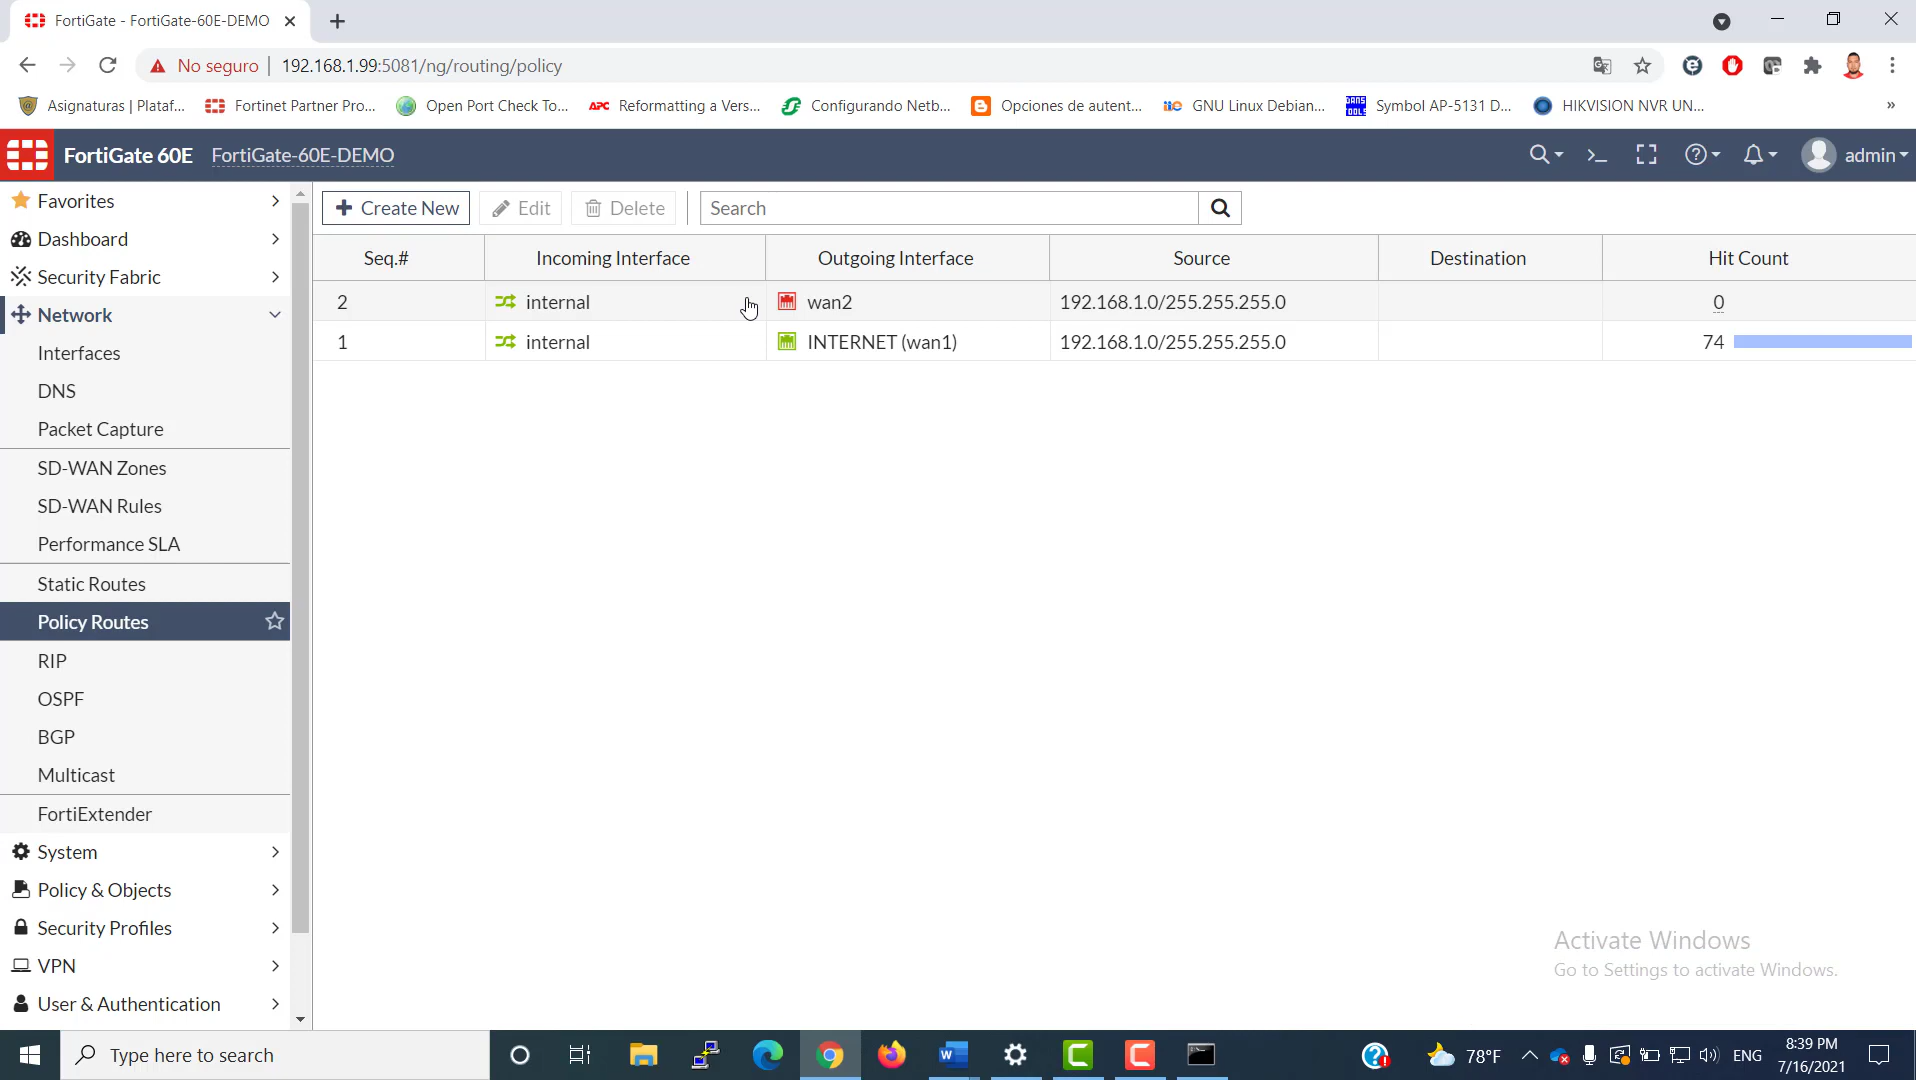 FortiGate - FortiGate-60E-DEMO
No seguro
192.168.1.99:5081/ng/routing/policy
Asignaturas | Plataf...
Fortinet Partner Pro...
Open Port Check To...
APC
Reformatting a Vers...
Configurando Netb...
Opciones de autent...
GNU Linux Debian...
DANS TOOLS
Symbol AP-5131 D...
HIKVISION NVR UN...
»
FortiGate 60E
FortiGate-60E-DEMO
admin
Favorites
Dashboard
Security Fabric
Network
Interfaces
DNS
Packet Capture
SD-WAN Zones
SD-WAN Rules
Performance SLA
Static Routes
Policy Routes
RIP
OSPF
BGP
Multicast
FortiExtender
System
Policy & Objects
Security Profiles
VPN
User & Authentication
Create New
Edit
Delete
Search
Seq.# Incoming Interface Outgoing Interface Source Destination Hit Count
2 internal wan2 192.168.1.0/255.255.255.0 0
1 internal INTERNET (wan1) 192.168.1.0/255.255.255.0 74
Activate Windows
Go to Settings to activate Windows.
Type here to search
78°F
ENG
8:39 PM
7/16/2021